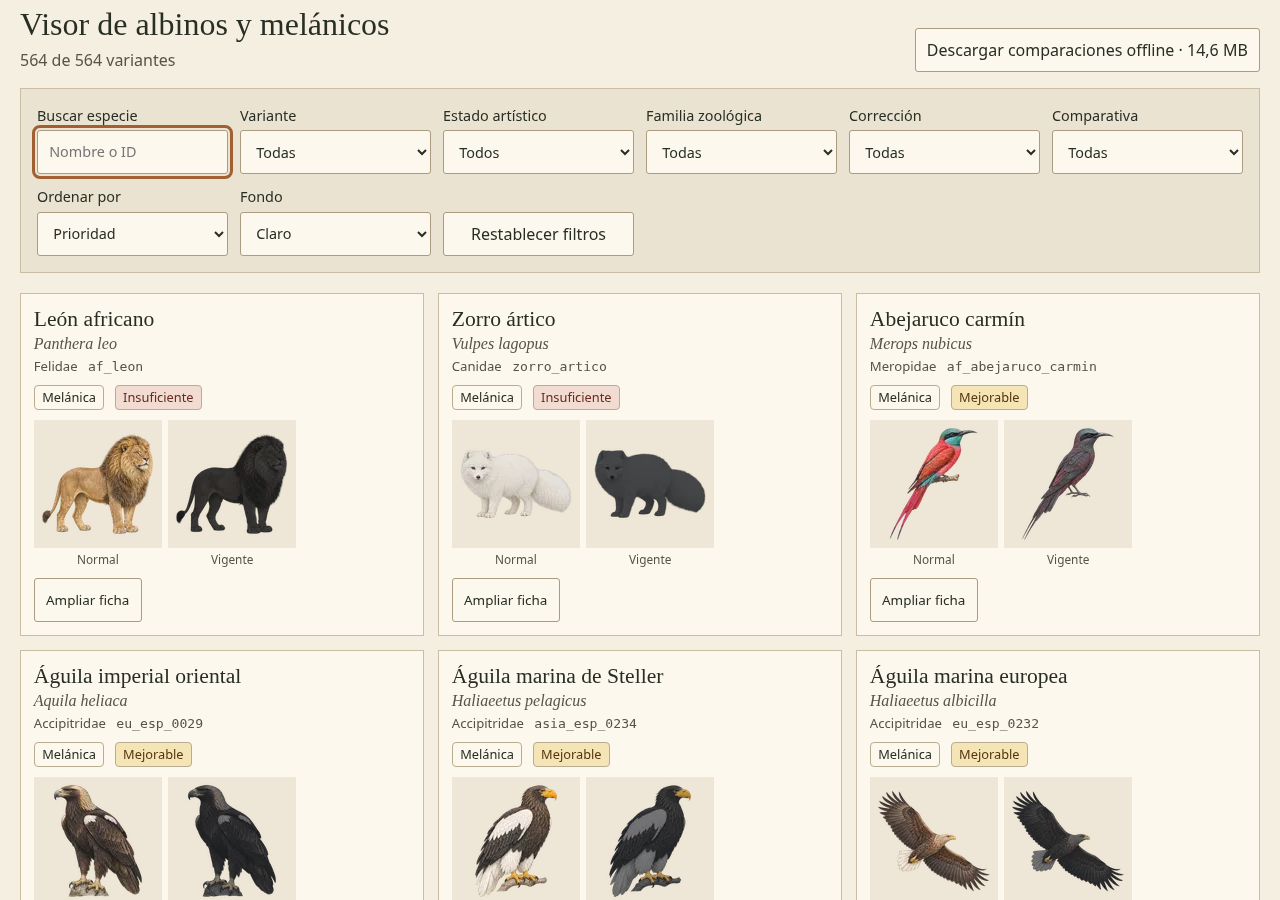 Visor de albinos y melánicos
564 de 564 variantes
Descargar comparaciones offline · 14,6 MB
Buscar especie
Variante
Estado artístico
Familia zoológica
Corrección
Comparativa
Nombre o ID
Todas
Todos
Todas
Todas
Todas
Ordenar por
Fondo
Prioridad
Claro
Restablecer filtros
León africano
Panthera leo
Felidae af_leon
Melánica Insuficiente
Normal Vigente
Ampliar ficha
Zorro ártico
Vulpes lagopus
Canidae zorro_artico
Melánica Insuficiente
Normal Vigente
Ampliar ficha
Abejaruco carmín
Merops nubicus
Meropidae af_abejaruco_carmin
Melánica Mejorable
Normal Vigente
Ampliar ficha
Águila imperial oriental
Aquila heliaca
Accipitridae eu_esp_0029
Melánica Mejorable
Águila marina de Steller
Haliaeetus pelagicus
Accipitridae asia_esp_0234
Melánica Mejorable
Águila marina europea
Haliaeetus albicilla
Accipitridae eu_esp_0232
Melánica Mejorable